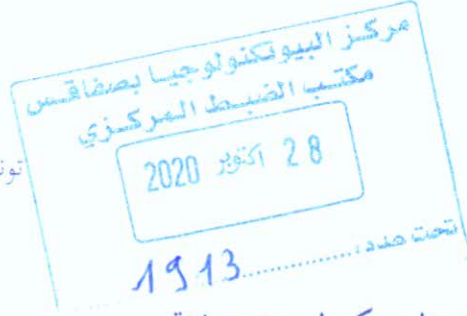 مركز البيوتكنولوجيا بصفاقس
مكتب الضبط المركزي
28 اكتوبر 2020
تحت عدد: 1913